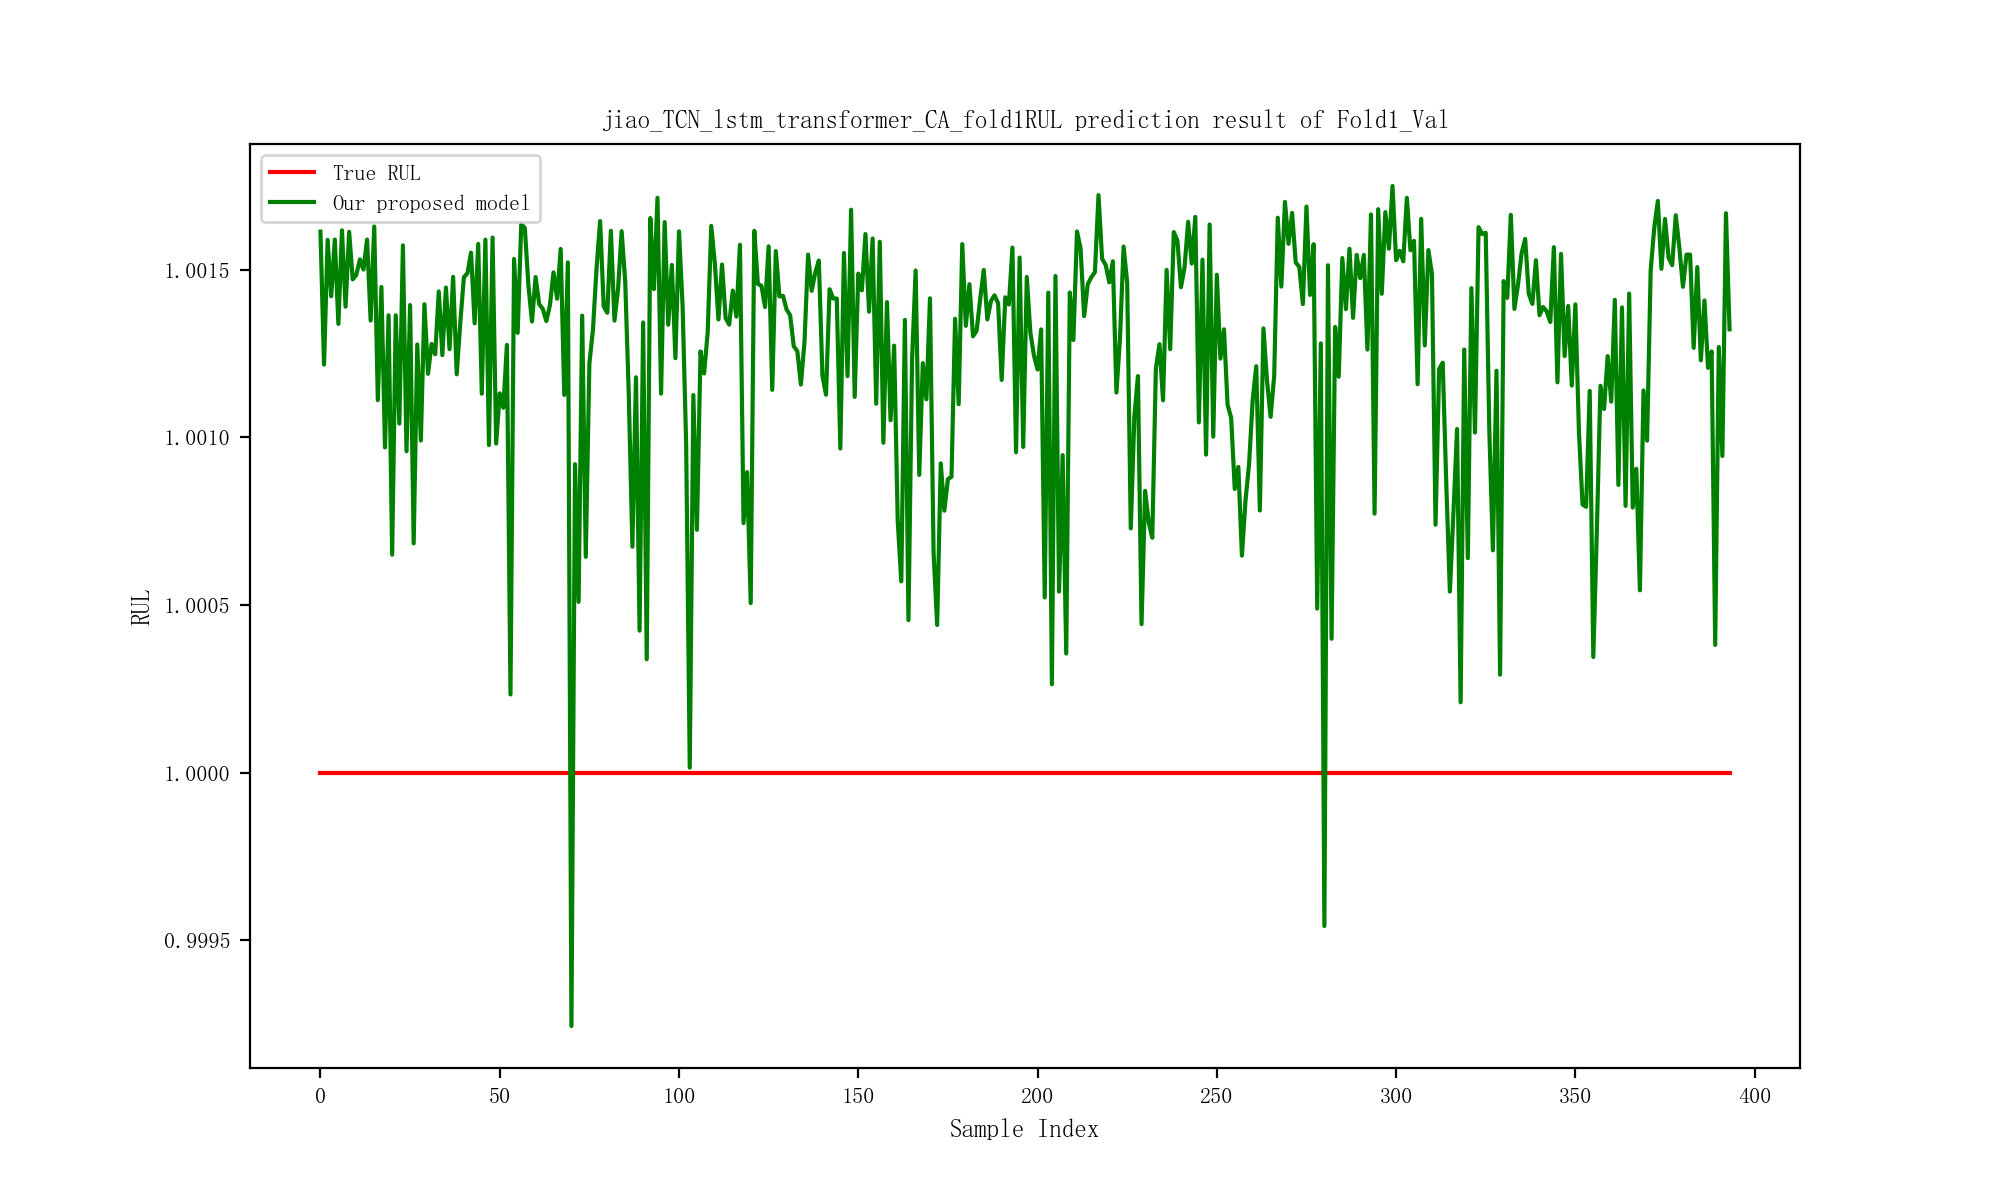 jiao_TCN_lstm_transformer_CA_fold1RUL prediction result of Fold1_Val
True RUL
Our proposed model
1.0015
1.0010
1.0005
1.0000
0.9995
RUL
0 50 100 150 200 250 300 350 400
Sample Index